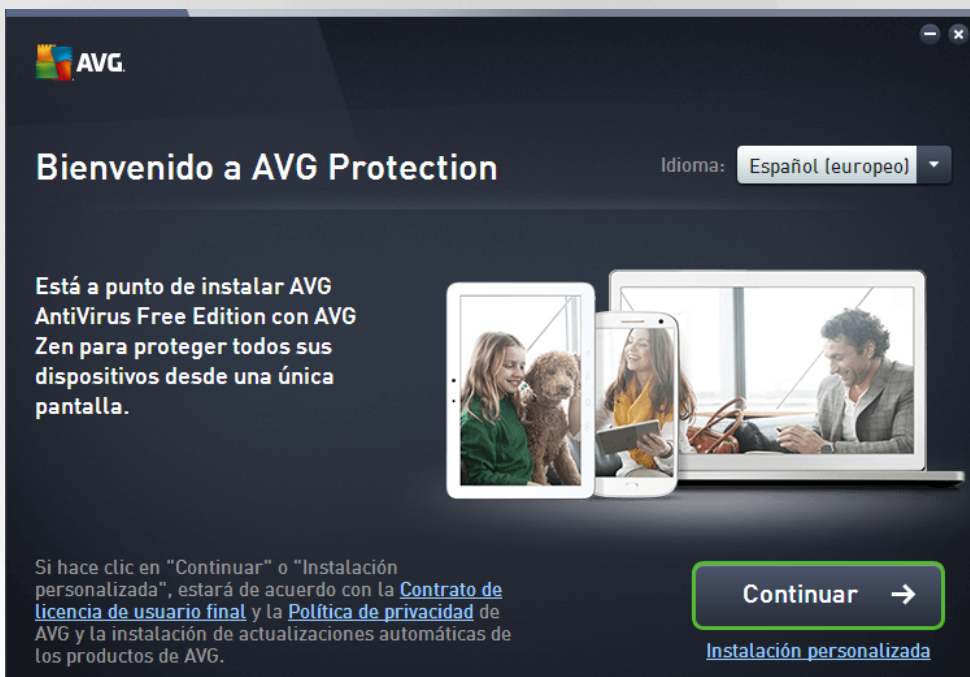 AVG.
Bienvenido a AVG Protection
Idioma:
Español (europeo)
Está a punto de instalar AVG
AntiVirus Free Edition con AVG
Zen para proteger todos sus
dispositivos desde una única
pantalla.
Si hace clic en "Continuar" o "Instalación
personalizada", estará de acuerdo con la Contrato de
licencia de usuario final y la Política de privacidad de
AVG y la instalación de actualizaciones automáticas de
los productos de AVG.
Continuar →
Instalación personalizada